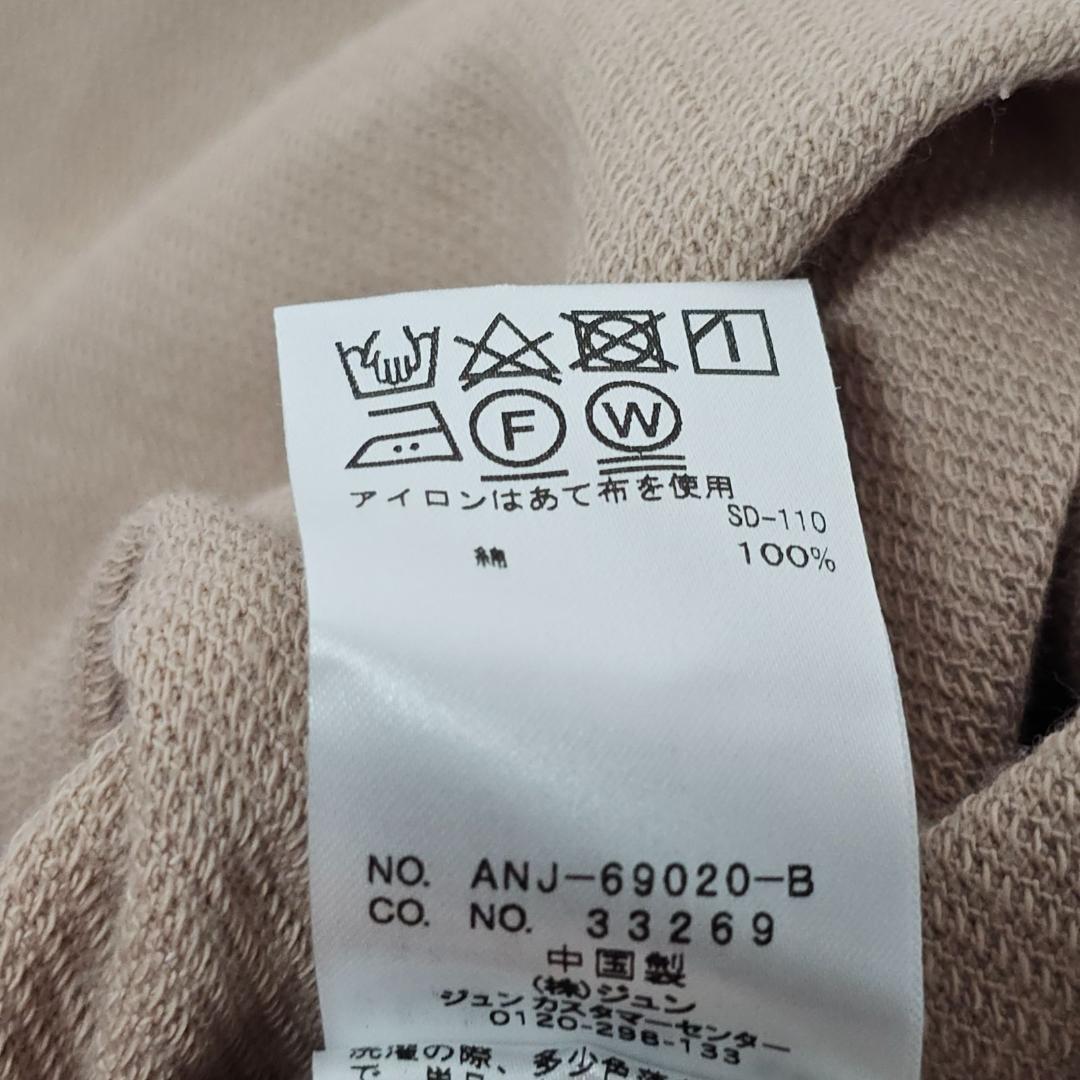 F W
アイロンはあて布を使用
SD-110
綿 100%
NO. ANJ-69020-B
CO. NO. 33269
中国製
(株)ジュン
ジュンカスタマーセンター
0120-298-133
洗濯の際、多少色落
で、